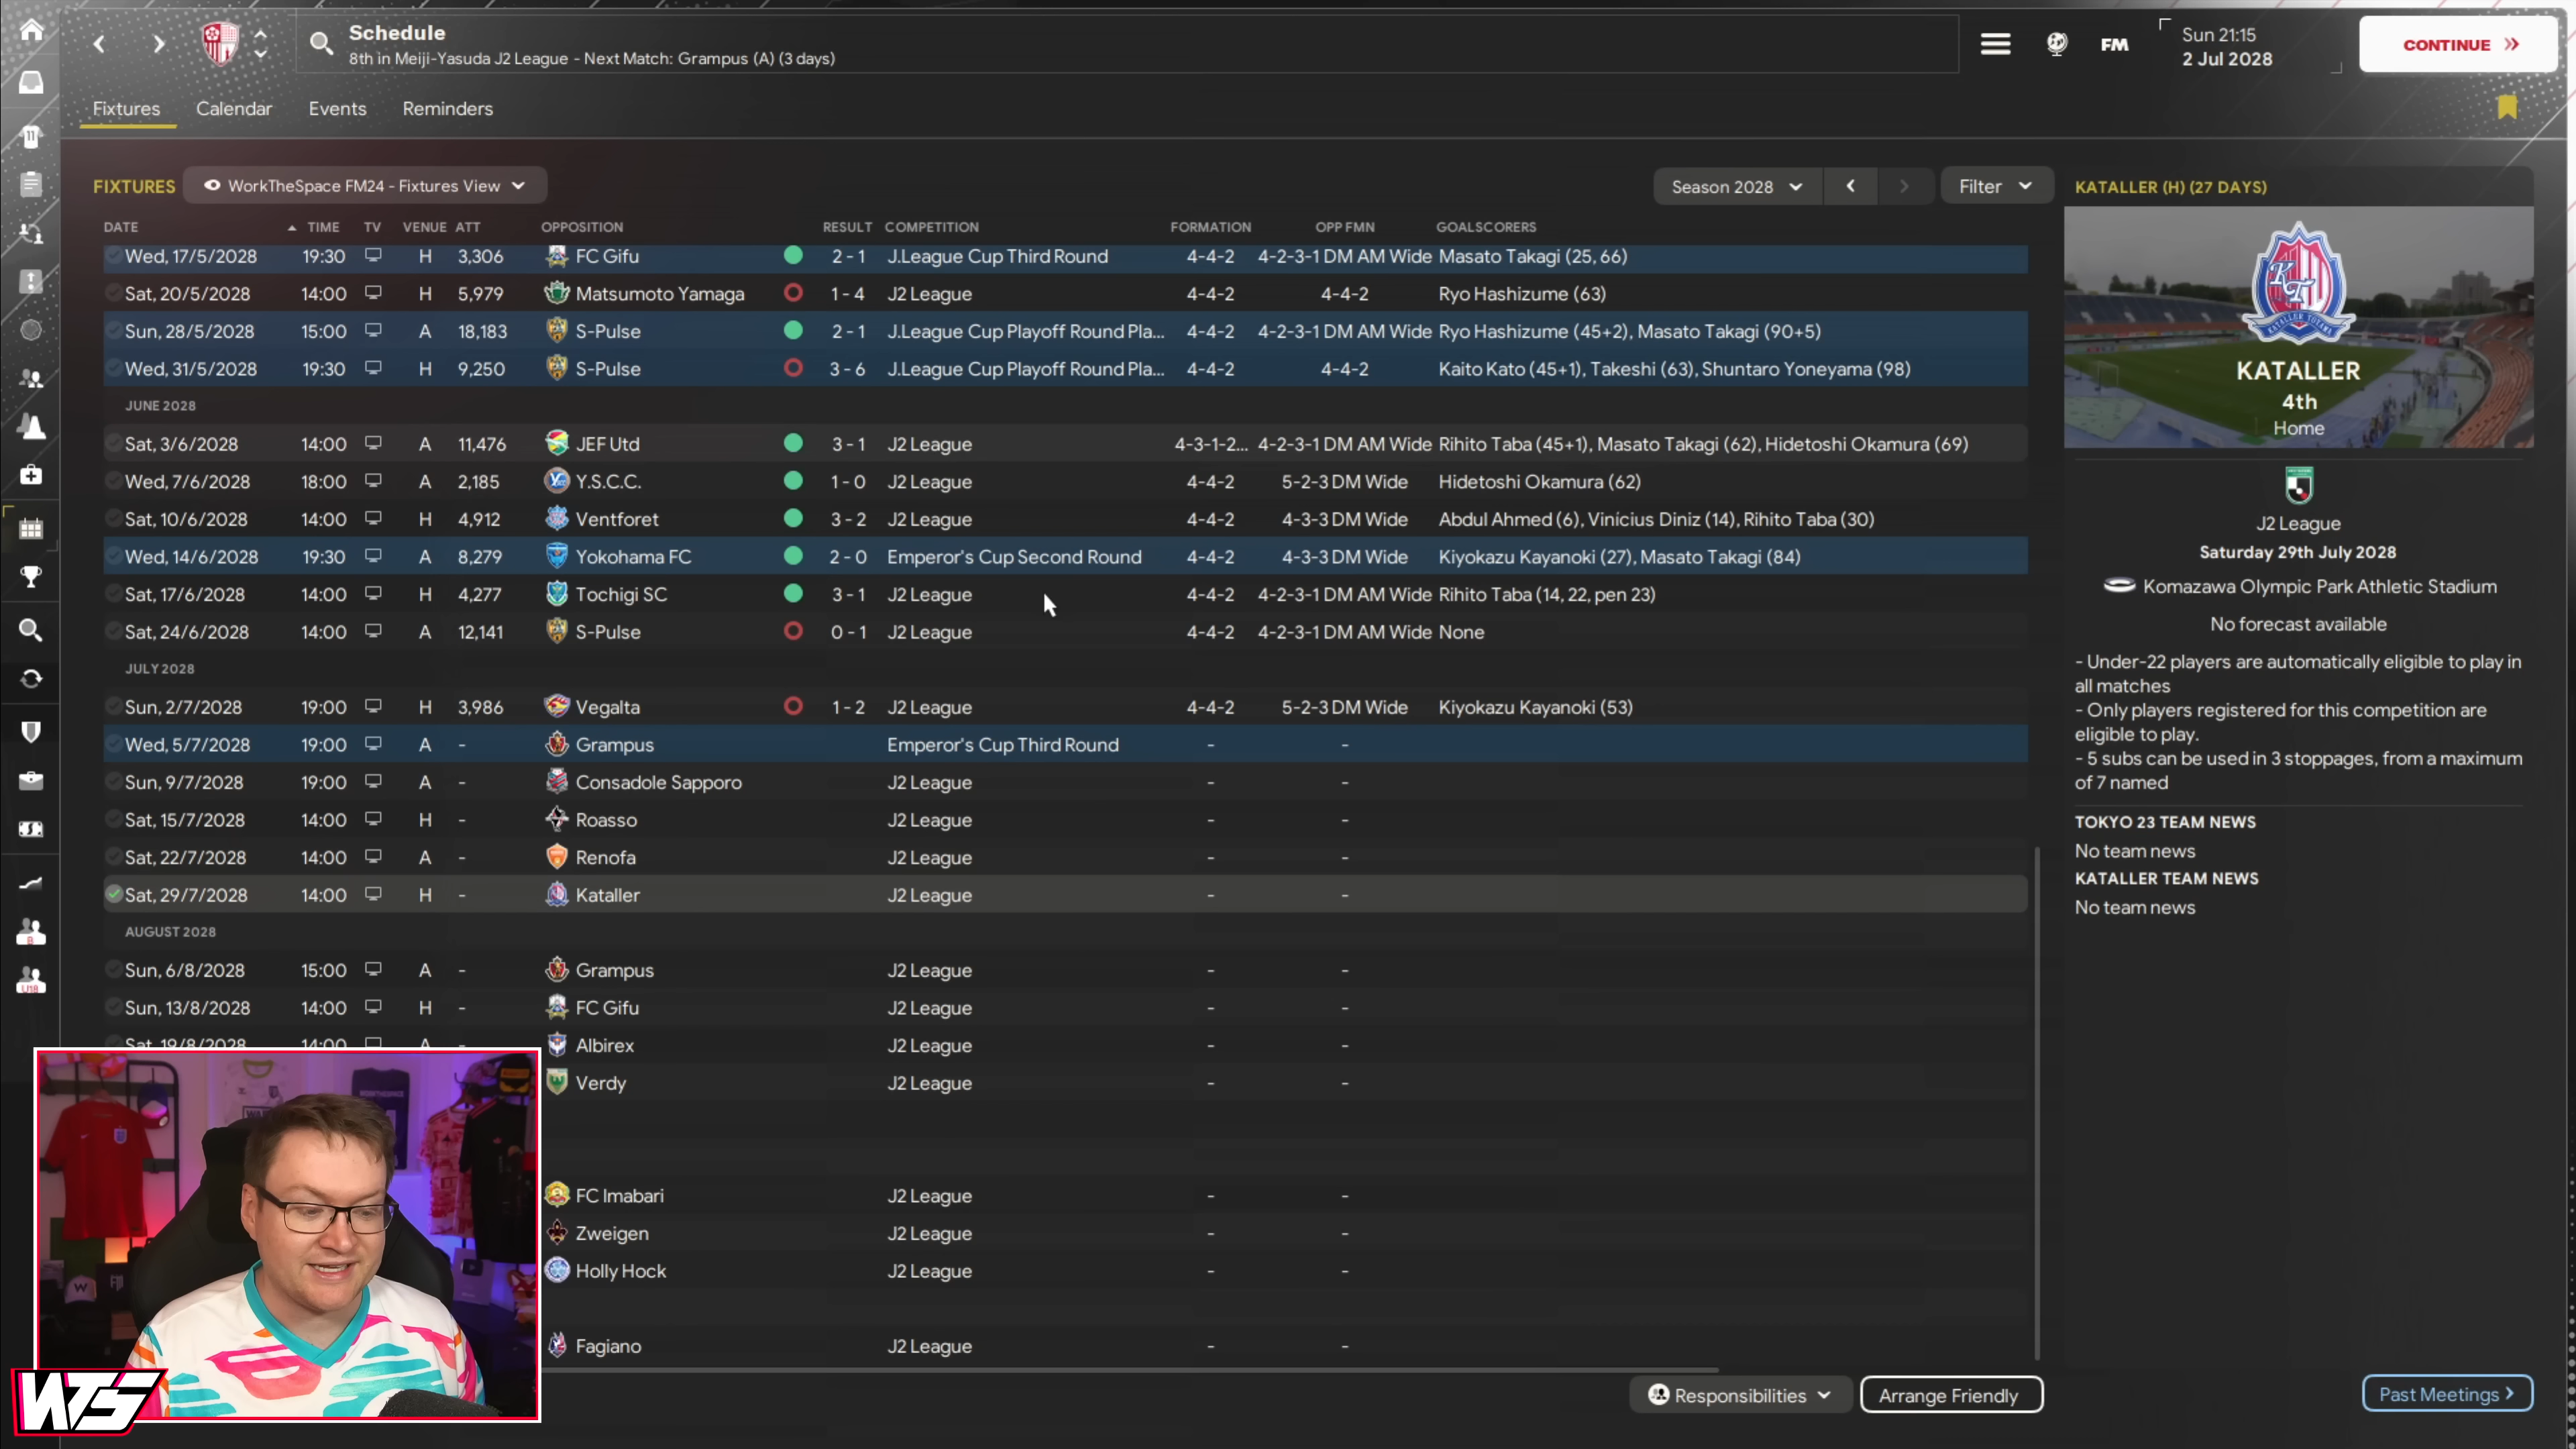 Schedule
8th in Meiji-Yasuda J2 League - Next Match: Grampus (A) (3 days)
FM
Sun 21:15
2 Jul 2028
CONTINUE
Fixtures Calendar Events Reminders
FIXTURES WorkTheSpace FM24 - Fixtures View Season 2028 Filter
DATE TIME TV VENUE ATT OPPOSITION RESULT COMPETITION FORMATION OPP FMN GOALSCORERS
Wed, 17/5/2028 19:30 H 3,306 FC Gifu 2 - 1 J.League Cup Third Round 4-4-2 4-2-3-1 DM AM Wide Masato Takagi (25, 66)
Sat, 20/5/2028 14:00 H 5,979 Matsumoto Yamaga 1 - 4 J2 League 4-4-2 4-4-2 Ryo Hashizume (63)
Sun, 28/5/2028 15:00 A 18,183 S-Pulse 2 - 1 J.League Cup Playoff Round Pla... 4-4-2 4-2-3-1 DM AM Wide Ryo Hashizume (45+2), Masato Takagi (90+5)
Wed, 31/5/2028 19:30 H 9,250 S-Pulse 3 - 6 J.League Cup Playoff Round Pla... 4-4-2 4-4-2 Kaito Kato (45+1), Takeshi (63), Shuntaro Yoneyama (98)
JUNE 2028
Sat, 3/6/2028 14:00 A 11,476 JEF Utd 3 - 1 J2 League 4-3-1-2... 4-2-3-1 DM AM Wide Rihito Taba (45+1), Masato Takagi (62), Hidetoshi Okamura (69)
Wed, 7/6/2028 18:00 A 2,185 Y.S.C.C. 1 - 0 J2 League 4-4-2 5-2-3 DM Wide Hidetoshi Okamura (62)
Sat, 10/6/2028 14:00 H 4,912 Ventforet 3 - 2 J2 League 4-4-2 4-3-3 DM Wide Abdul Ahmed (6), Vinícius Diniz (14), Rihito Taba (30)
Wed, 14/6/2028 19:30 A 8,279 Yokohama FC 2 - 0 Emperor's Cup Second Round 4-4-2 4-3-3 DM Wide Kiyokazu Kayanoki (27), Masato Takagi (84)
Sat, 17/6/2028 14:00 H 4,277 Tochigi SC 3 - 1 J2 League 4-4-2 4-2-3-1 DM AM Wide Rihito Taba (14, 22, pen 23)
Sat, 24/6/2028 14:00 A 12,141 S-Pulse 0 - 1 J2 League 4-4-2 4-2-3-1 DM AM Wide None
JULY 2028
Sun, 2/7/2028 19:00 H 3,986 Vegalta 1 - 2 J2 League 4-4-2 5-2-3 DM Wide Kiyokazu Kayanoki (53)
Wed, 5/7/2028 19:00 A - Grampus Emperor's Cup Third Round - -
Sun, 9/7/2028 19:00 A - Consadole Sapporo J2 League - -
Sat, 15/7/2028 14:00 H - Roasso J2 League - -
Sat, 22/7/2028 14:00 A - Renofa J2 League - -
Sat, 29/7/2028 14:00 H - Kataller J2 League - -
AUGUST 2028
Sun, 6/8/2028 15:00 A - Grampus J2 League - -
Sun, 13/8/2028 14:00 H - FC Gifu J2 League - -
Sat, 19/8/2028 14:00 A - Albirex J2 League - -
Verdy J2 League - -
FC Imabari J2 League - -
Zweigen J2 League - -
Holly Hock J2 League - -
Fagiano J2 League - -
Responsibilities Arrange Friendly
KATALLER (H) (27 DAYS)
KATALLER
4th
Home
J2 League
Saturday 29th July 2028
Komazawa Olympic Park Athletic Stadium
No forecast available
- Under-22 players are automatically eligible to play in
all matches
- Only players registered for this competition are
eligible to play.
- 5 subs can be used in 3 stoppages, from a maximum
of 7 named
TOKYO 23 TEAM NEWS
No team news
KATALLER TEAM NEWS
No team news
Past Meetings
11
B
U18
WTS